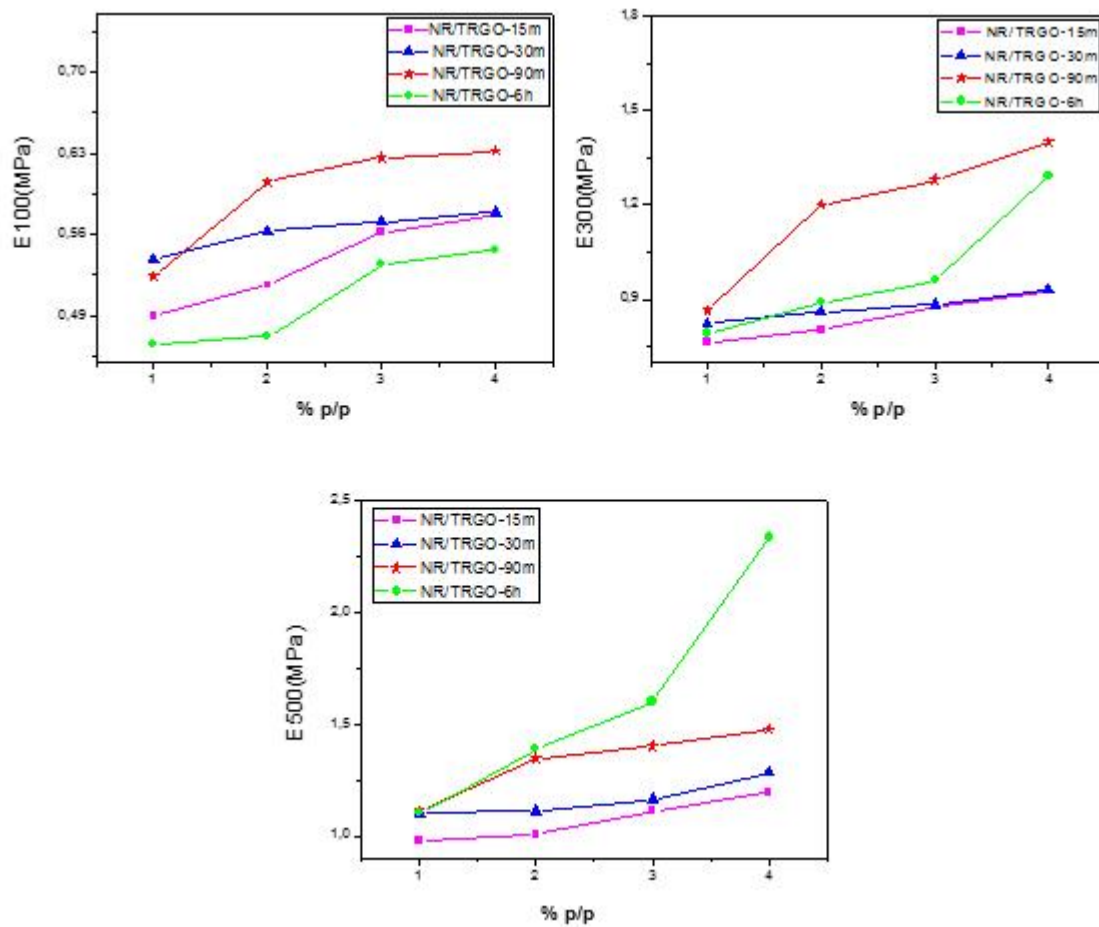 E100(MPa)
0,70
0,63
0,56
0,49
NR/TRGO-15m
NR/TRGO-30m
NR/TRGO-90m
NR/TRGO-6h
1 2 3 4
% p/p
E300(MPa)
1,8
1,5
1,2
0,9
NR/TRGO-15m
NR/TRGO-30m
NR/TRGO-90m
NR/TRGO-6h
1 2 3 4
% p/p
E500(MPa)
2,5
2,0
1,5
1,0
NR/TRGO-15m
NR/TRGO-30m
NR/TRGO-90m
NR/TRGO-6h
1 2 3 4
% p/p